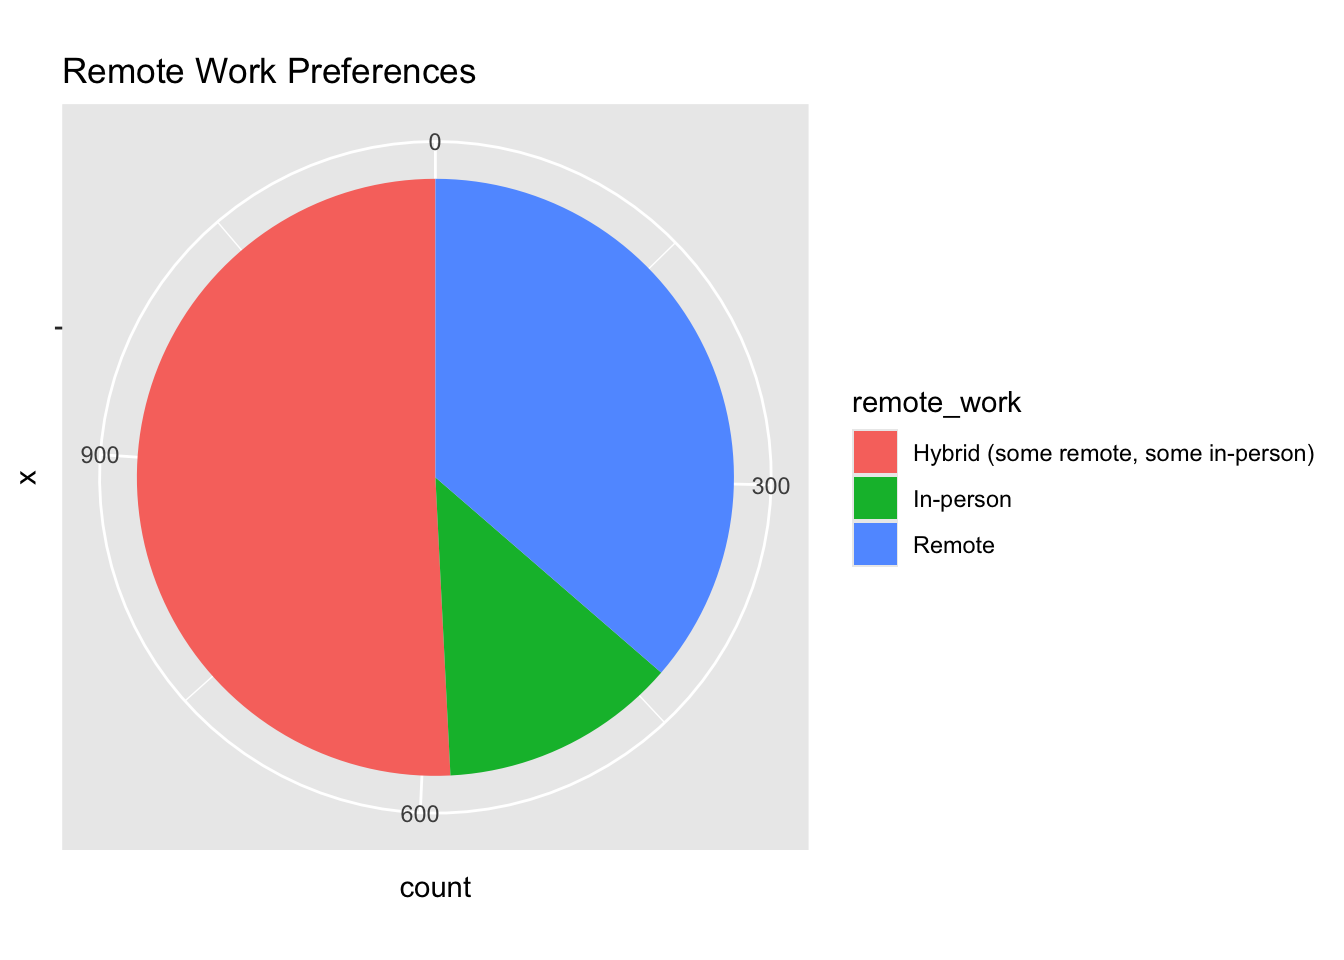 Remote Work Preferences
0
300
600
900
x
count
remote_work
Hybrid (some remote, some in-person)
In-person
Remote